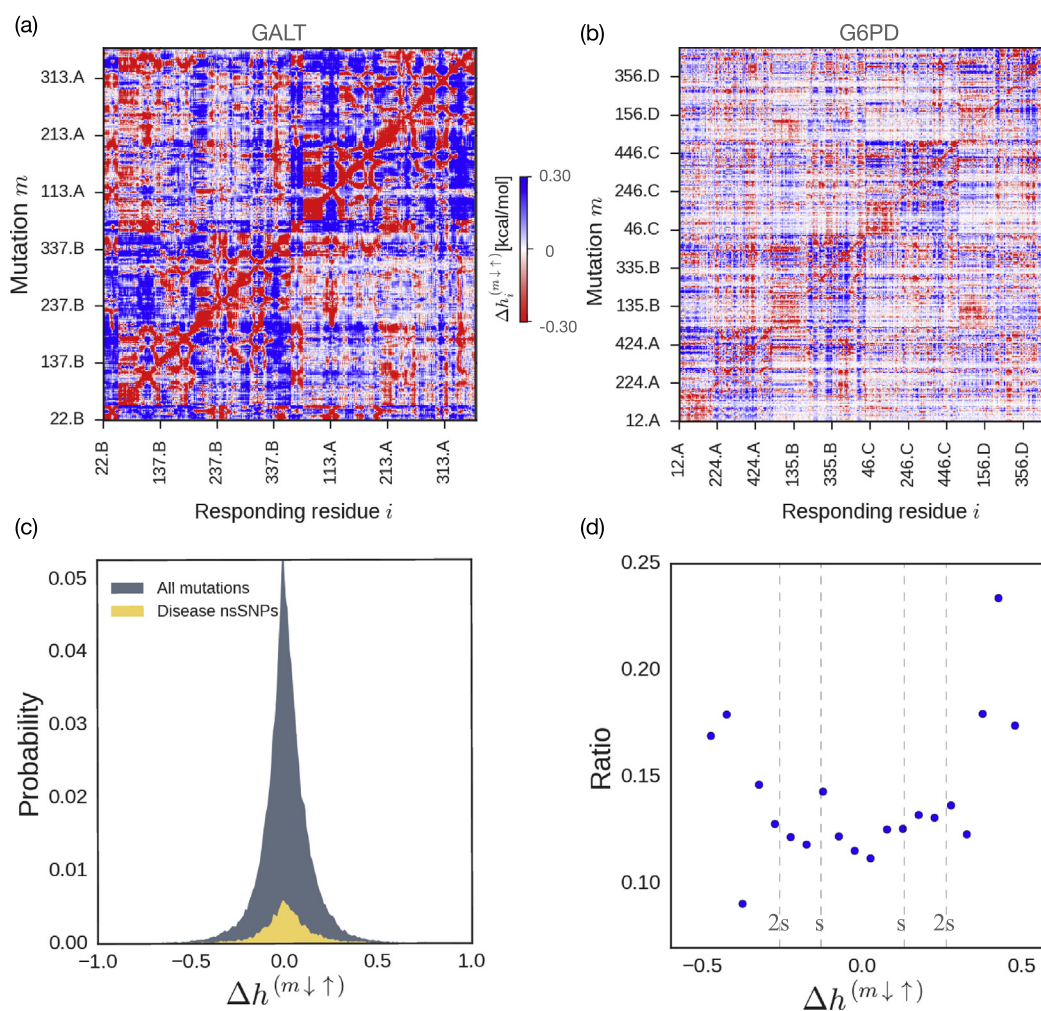 (a)
GALT
Mutation m
313.A
213.A
113.A
337.B
237.B
137.B
22.B
22.B
137.B
237.B
337.B
113.A
213.A
313.A
Responding residue i
0.30
0
-0.30
Δh_i^(m↓↑)[kcal/mol]
(b)
G6PD
Mutation m
356.D
156.D
446.C
246.C
46.C
335.B
135.B
424.A
224.A
12.A
12.A
224.A
424.A
135.B
335.B
46.C
246.C
446.C
156.D
356.D
Responding residue i
(c)
Probability
0.05
0.04
0.03
0.02
0.01
0.00
All mutations
Disease nsSNPs
−1.0
−0.5
0.0
0.5
1.0
Δh^(m↓↑)
(d)
Ratio
0.25
0.20
0.15
0.10
2s
s
s
2s
−0.5
0.0
0.5
Δh^(m↓↑)